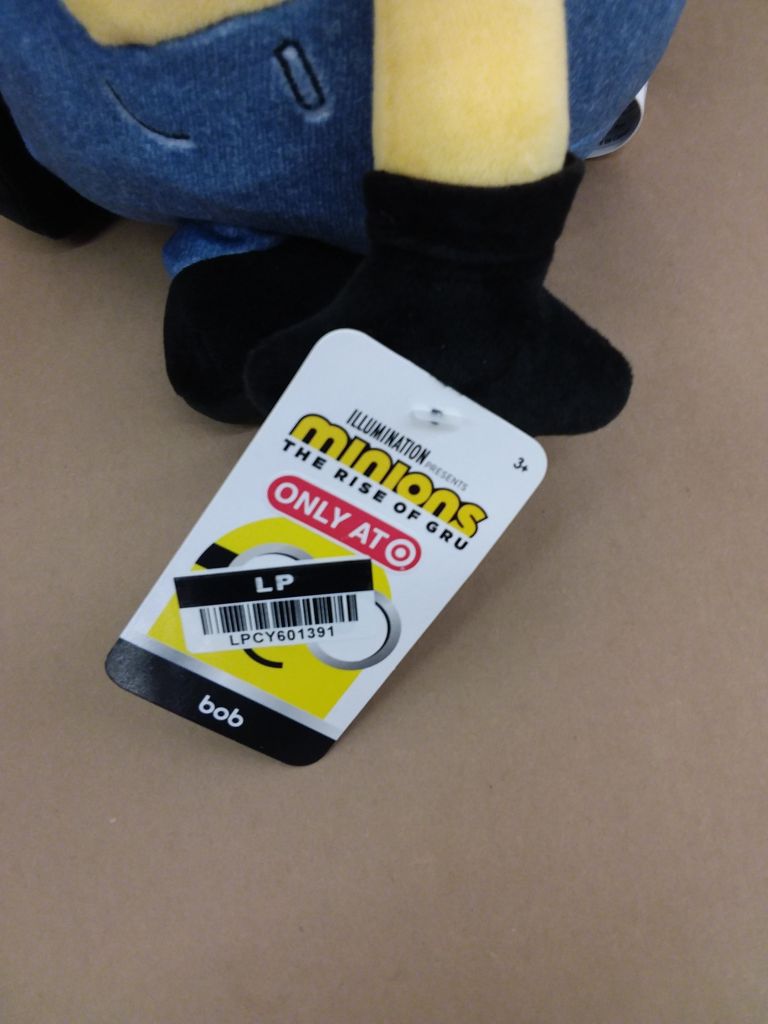 ILLUMINATION
PRESENTS
minions
THE RISE OF GRU
3+
ONLY AT
LP
LPCY601391
bob